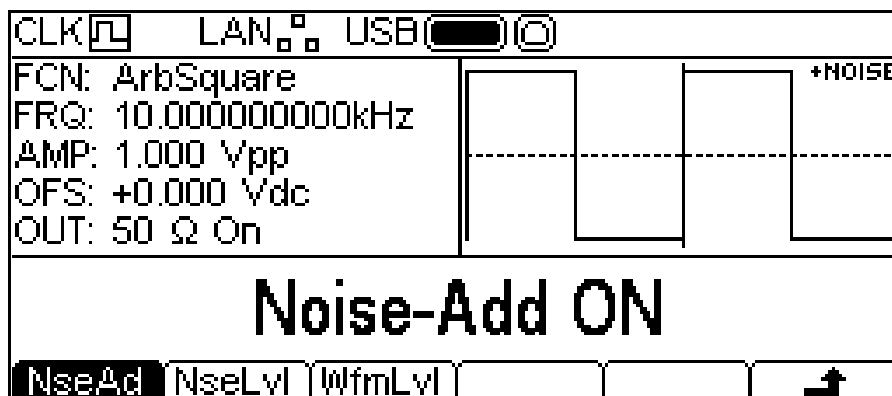 CLK LAN USB
FCN: ArbSquare
FRQ: 10.000000000kHz
AMP: 1.000 Vpp
OFS: +0.000 Vdc
OUT: 50 Ω On
+NOISE
Noise-Add ON
NseAd NseLvl WfmLvl